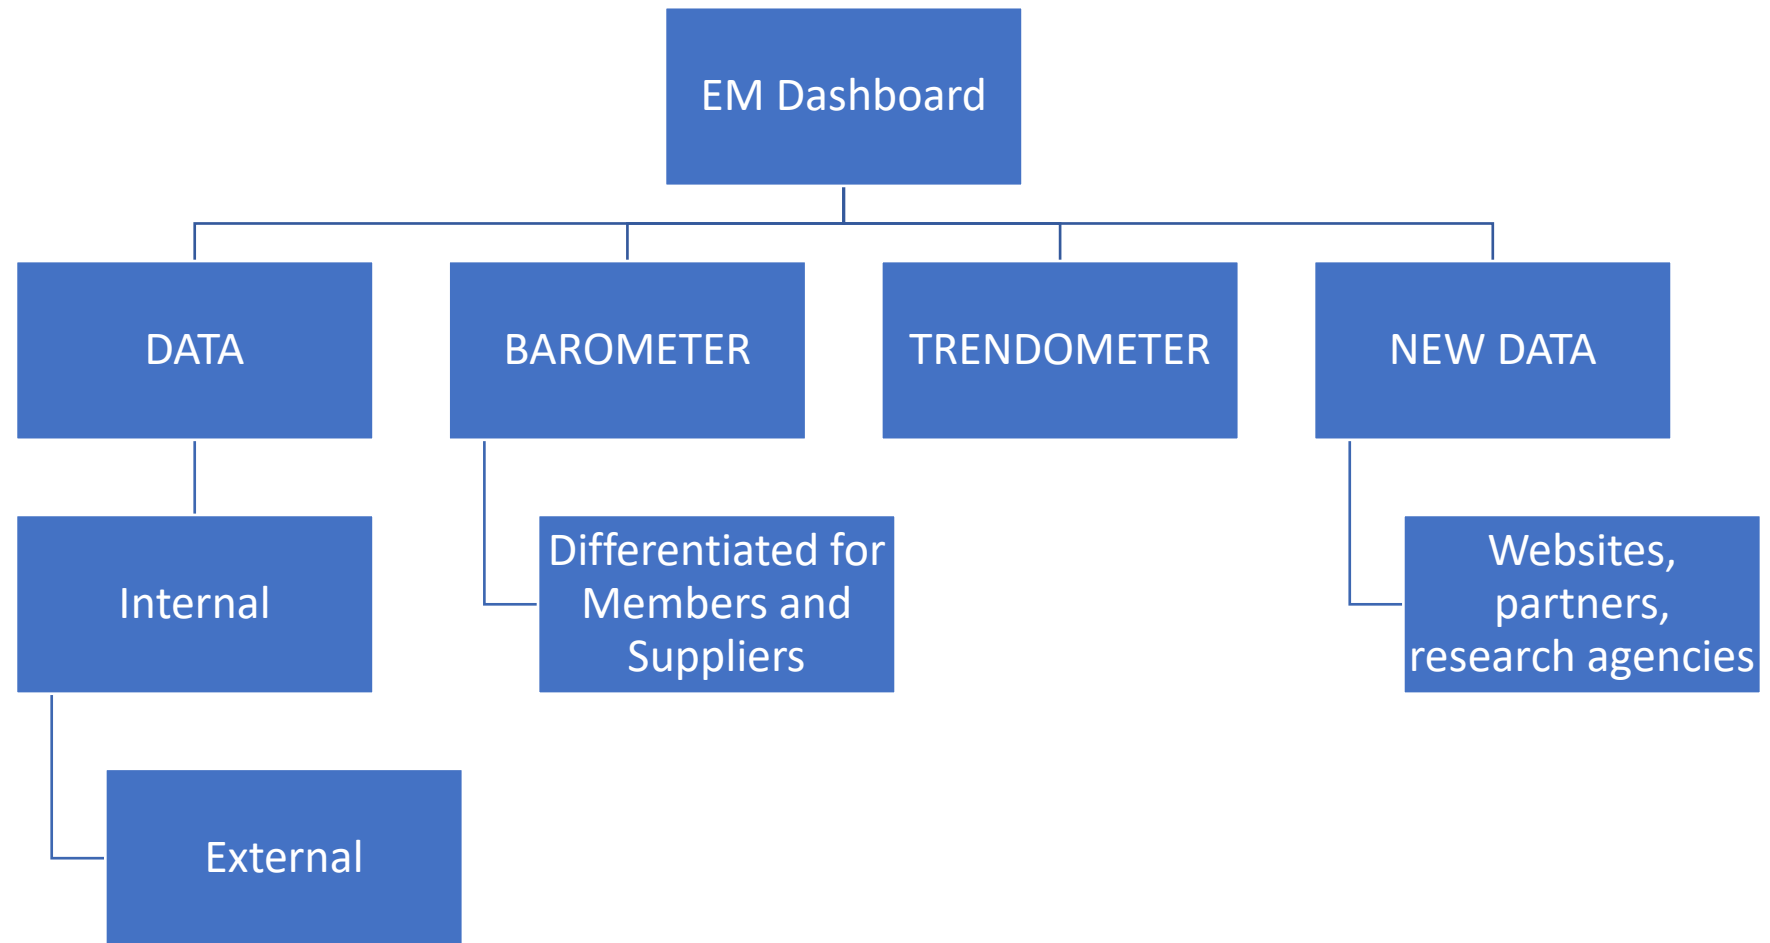 EM Dashboard
DATA
BAROMETER
TRENDOMETER
NEW DATA
Internal
Differentiated for
Members and
Suppliers
Websites,
partners,
research agencies
External